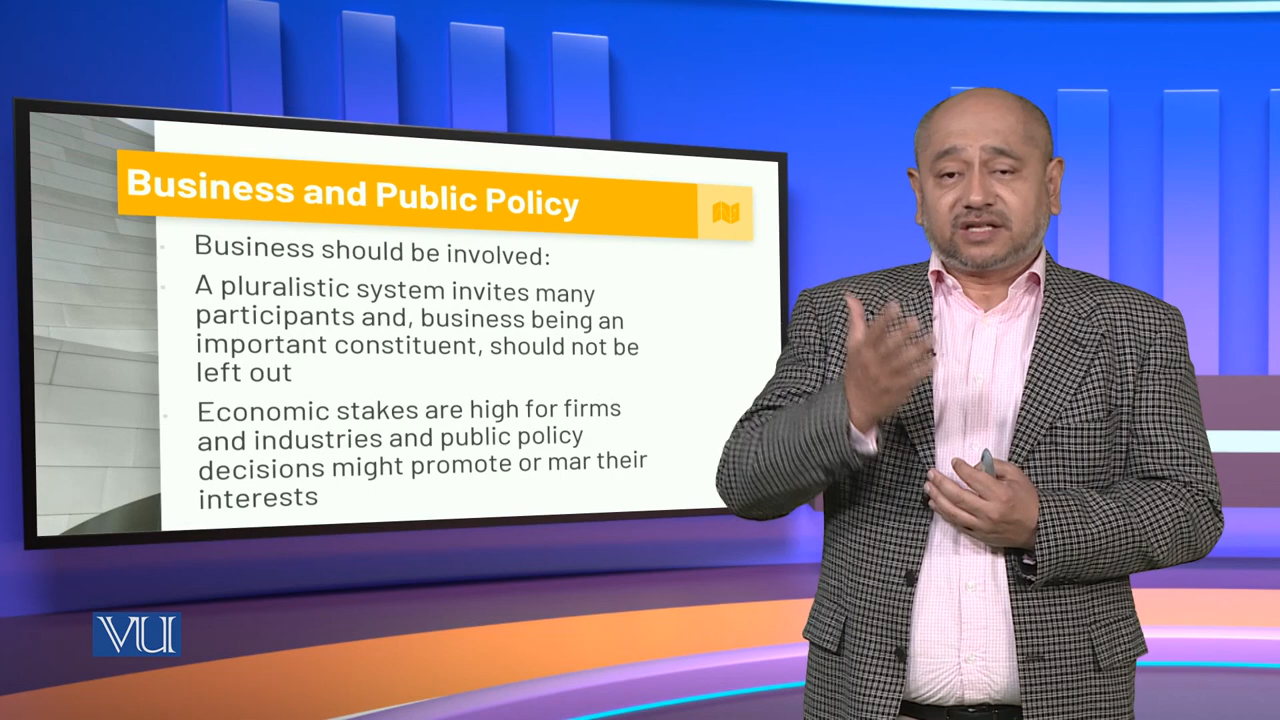 Business and Public Policy
Business should be involved:
A pluralistic system invites many
participants and, business being an
important constituent, should not be
left out
Economic stakes are high for firms
and industries and public policy
decisions might promote or mar their
interests
VU